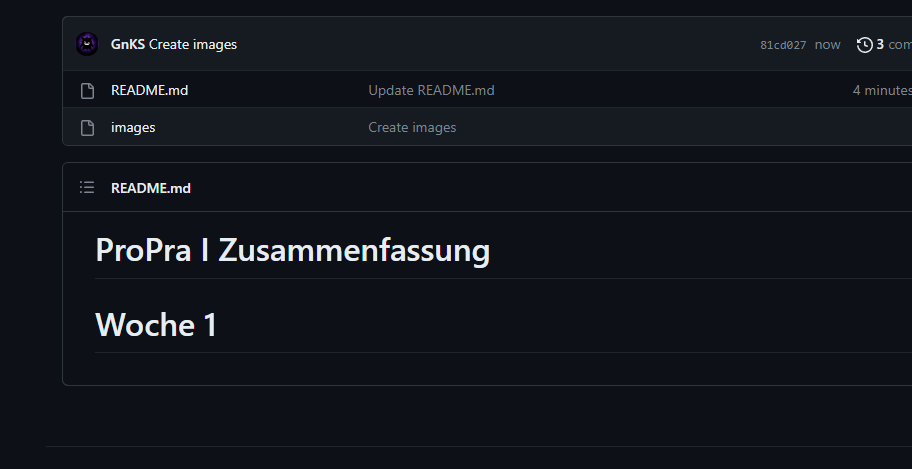 GnKS Create images 81cd027 now 3 com
README.md Update README.md 4 minutes
images Create images
README.md
ProPra I Zusammenfassung
Woche 1